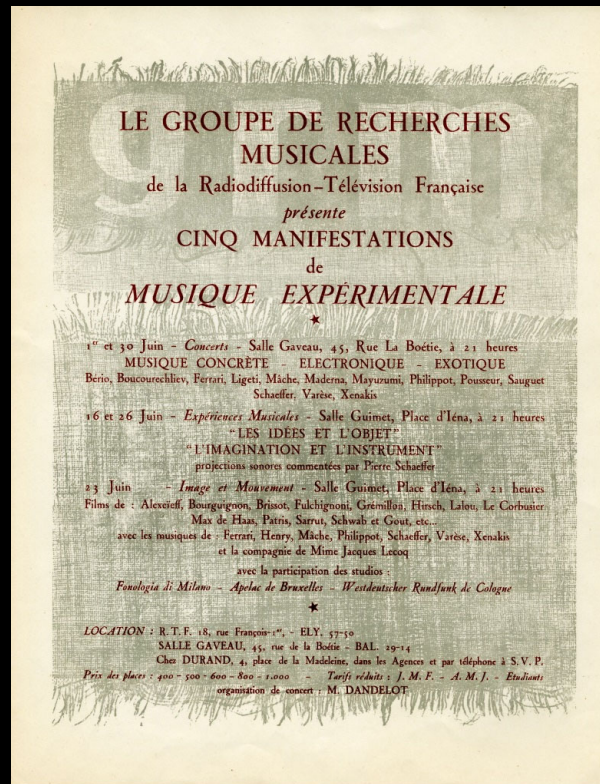 grm
LE GROUPE DE RECHERCHES
MUSICALES
de la Radiodiffusion–Télévision Française
présente
CINQ MANIFESTATIONS
de
MUSIQUE EXPÉRIMENTALE
★
1er et 30 Juin - Concerts - Salle Gaveau, 45, Rue La Boétie, à 21 heures
MUSIQUE CONCRÈTE - ELECTRONIQUE - EXOTIQUE
Berio, Boucourechliev, Ferrari, Ligeti, Mâche, Maderna, Mayuzumi, Philippot, Pousseur, Sauguet
Schaeffer, Varèse, Xenakis
16 et 26 Juin - Expériences Musicales - Salle Guimet, Place d'Iéna, à 21 heures
"LES IDÉES ET L'OBJET"
"L'IMAGINATION ET L'INSTRUMENT"
projections sonores commentées par Pierre Schaeffer
23 Juin - Image et Mouvement - Salle Guimet, Place d'Iéna, à 21 heures
Films de : Alexeïeff, Bourguignon, Brissot, Fulchignoni, Grémillon, Hirsch, Lalou, Le Corbusier
Max de Haas, Patris, Sarrut, Schwab et Gout, etc...
avec les musiques de : Ferrari, Henry, Mâche, Philippot, Schaeffer, Varèse, Xenakis
et la compagnie de Mime Jacques Lecoq
avec la participation des studios :
Fonologia di Milano - Apelac de Bruxelles - Westdeutscher Rundfunk de Cologne
★
LOCATION : R.T.F. 18, rue François-1er, - ELY. 57-50
SALLE GAVEAU, 45, rue de la Boétie - BAL. 29-14
Chez DURAND, 4, place de la Madeleine, dans les Agences et par téléphone à S.V.P.
Prix des places : 400 - 500 - 600 - 800 - 1.000 - Tarifs réduits : J.M.F. - A.M.J. - Etudiants
organisation de concert : M. DANDELOT